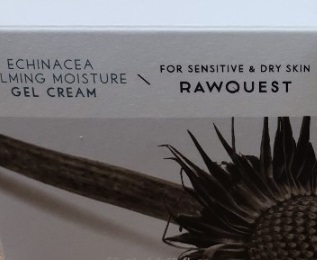 ECHINACEA
LMING MOISTURE
GEL CREAM
FOR SENSITIVE & DRY SKIN
RAWQUEST